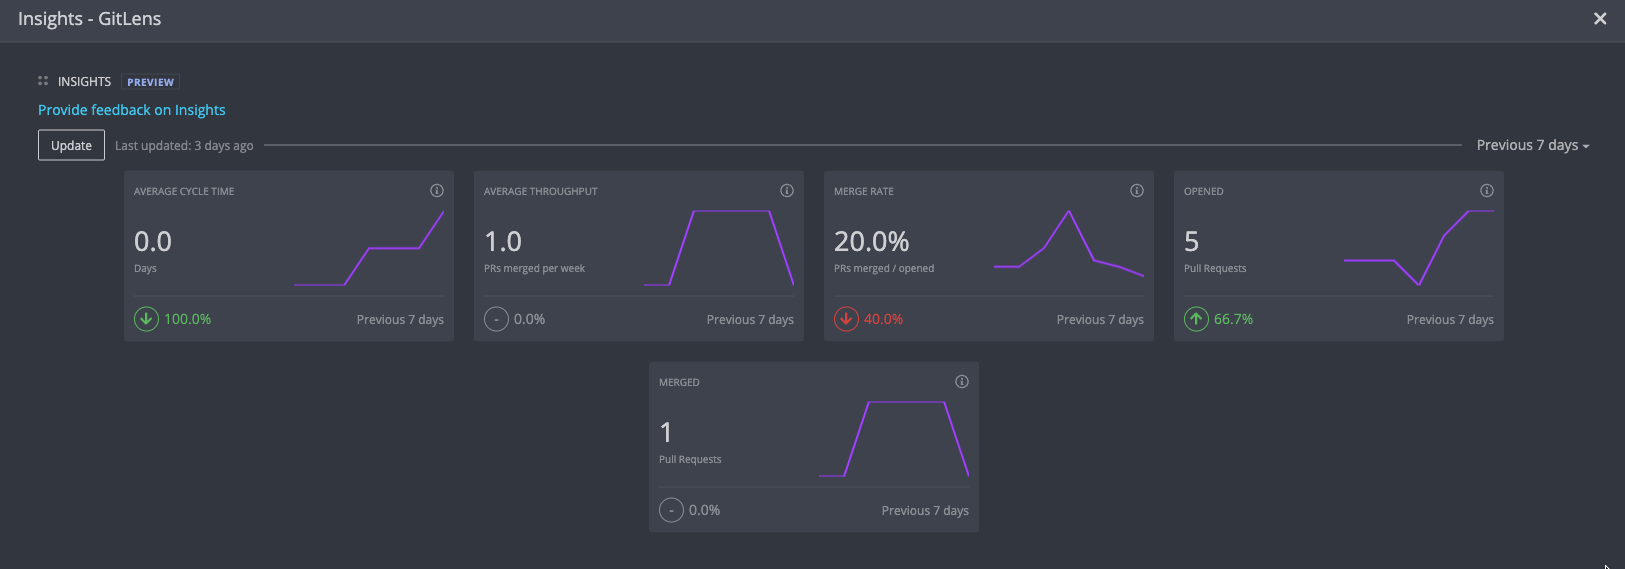 Insights - GitLens
INSIGHTS PREVIEW
Provide feedback on Insights
Update Last updated: 3 days ago Previous 7 days
AVERAGE CYCLE TIME
0.0
Days
100.0% Previous 7 days
AVERAGE THROUGHPUT
1.0
PRs merged per week
- 0.0% Previous 7 days
MERGE RATE
20.0%
PRs merged / opened
40.0% Previous 7 days
OPENED
5
Pull Requests
66.7% Previous 7 days
MERGED
1
Pull Requests
- 0.0% Previous 7 days